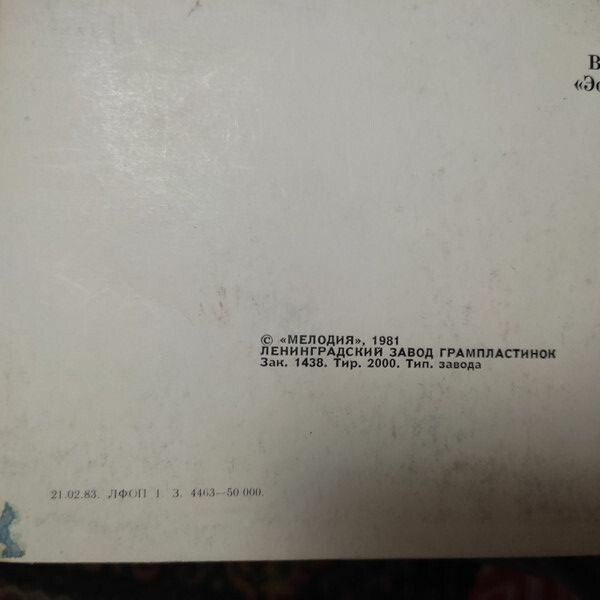 © «МЕЛОДИЯ», 1981
ЛЕНИНГРАДСКИЙ ЗАВОД ГРАМПЛАСТИНОК
Зак. 1438. Тир. 2000. Тип. завода
21.02.83. ЛФОП 1. З. 4463—50 000.